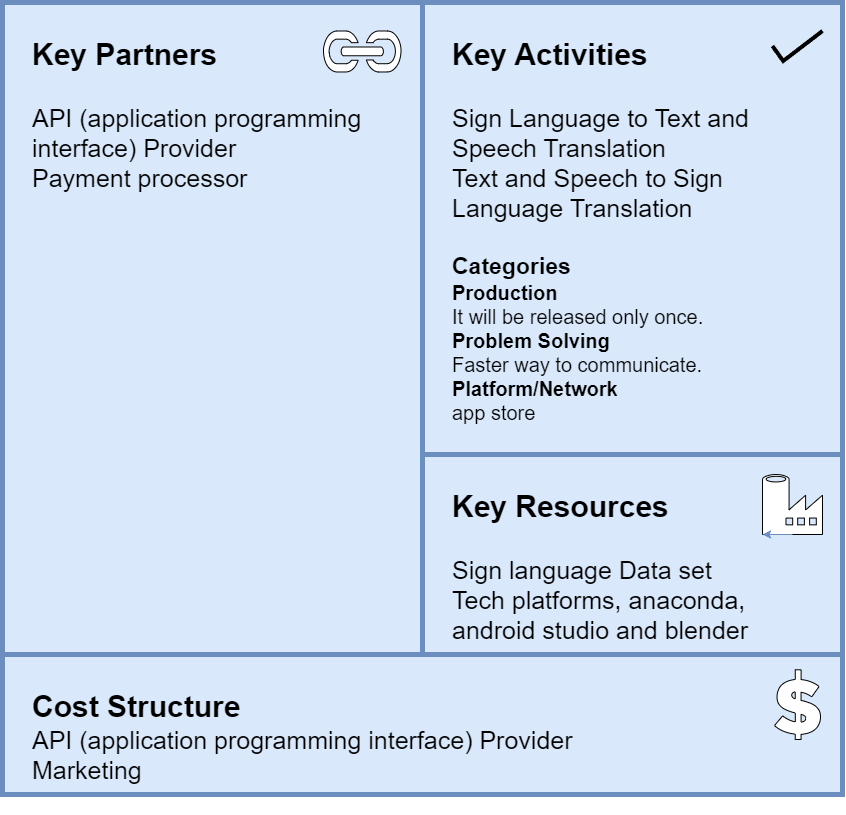 Key Partners
API (application programming
interface) Provider
Payment processor
Key Activities
Sign Language to Text and
Speech Translation
Text and Speech to Sign
Language Translation
Categories
Production
It will be released only once.
Problem Solving
Faster way to communicate.
Platform/Network
app store
Key Resources
Sign language Data set
Tech platforms, anaconda,
android studio and blender
Cost Structure
API (application programming interface) Provider
Marketing
$